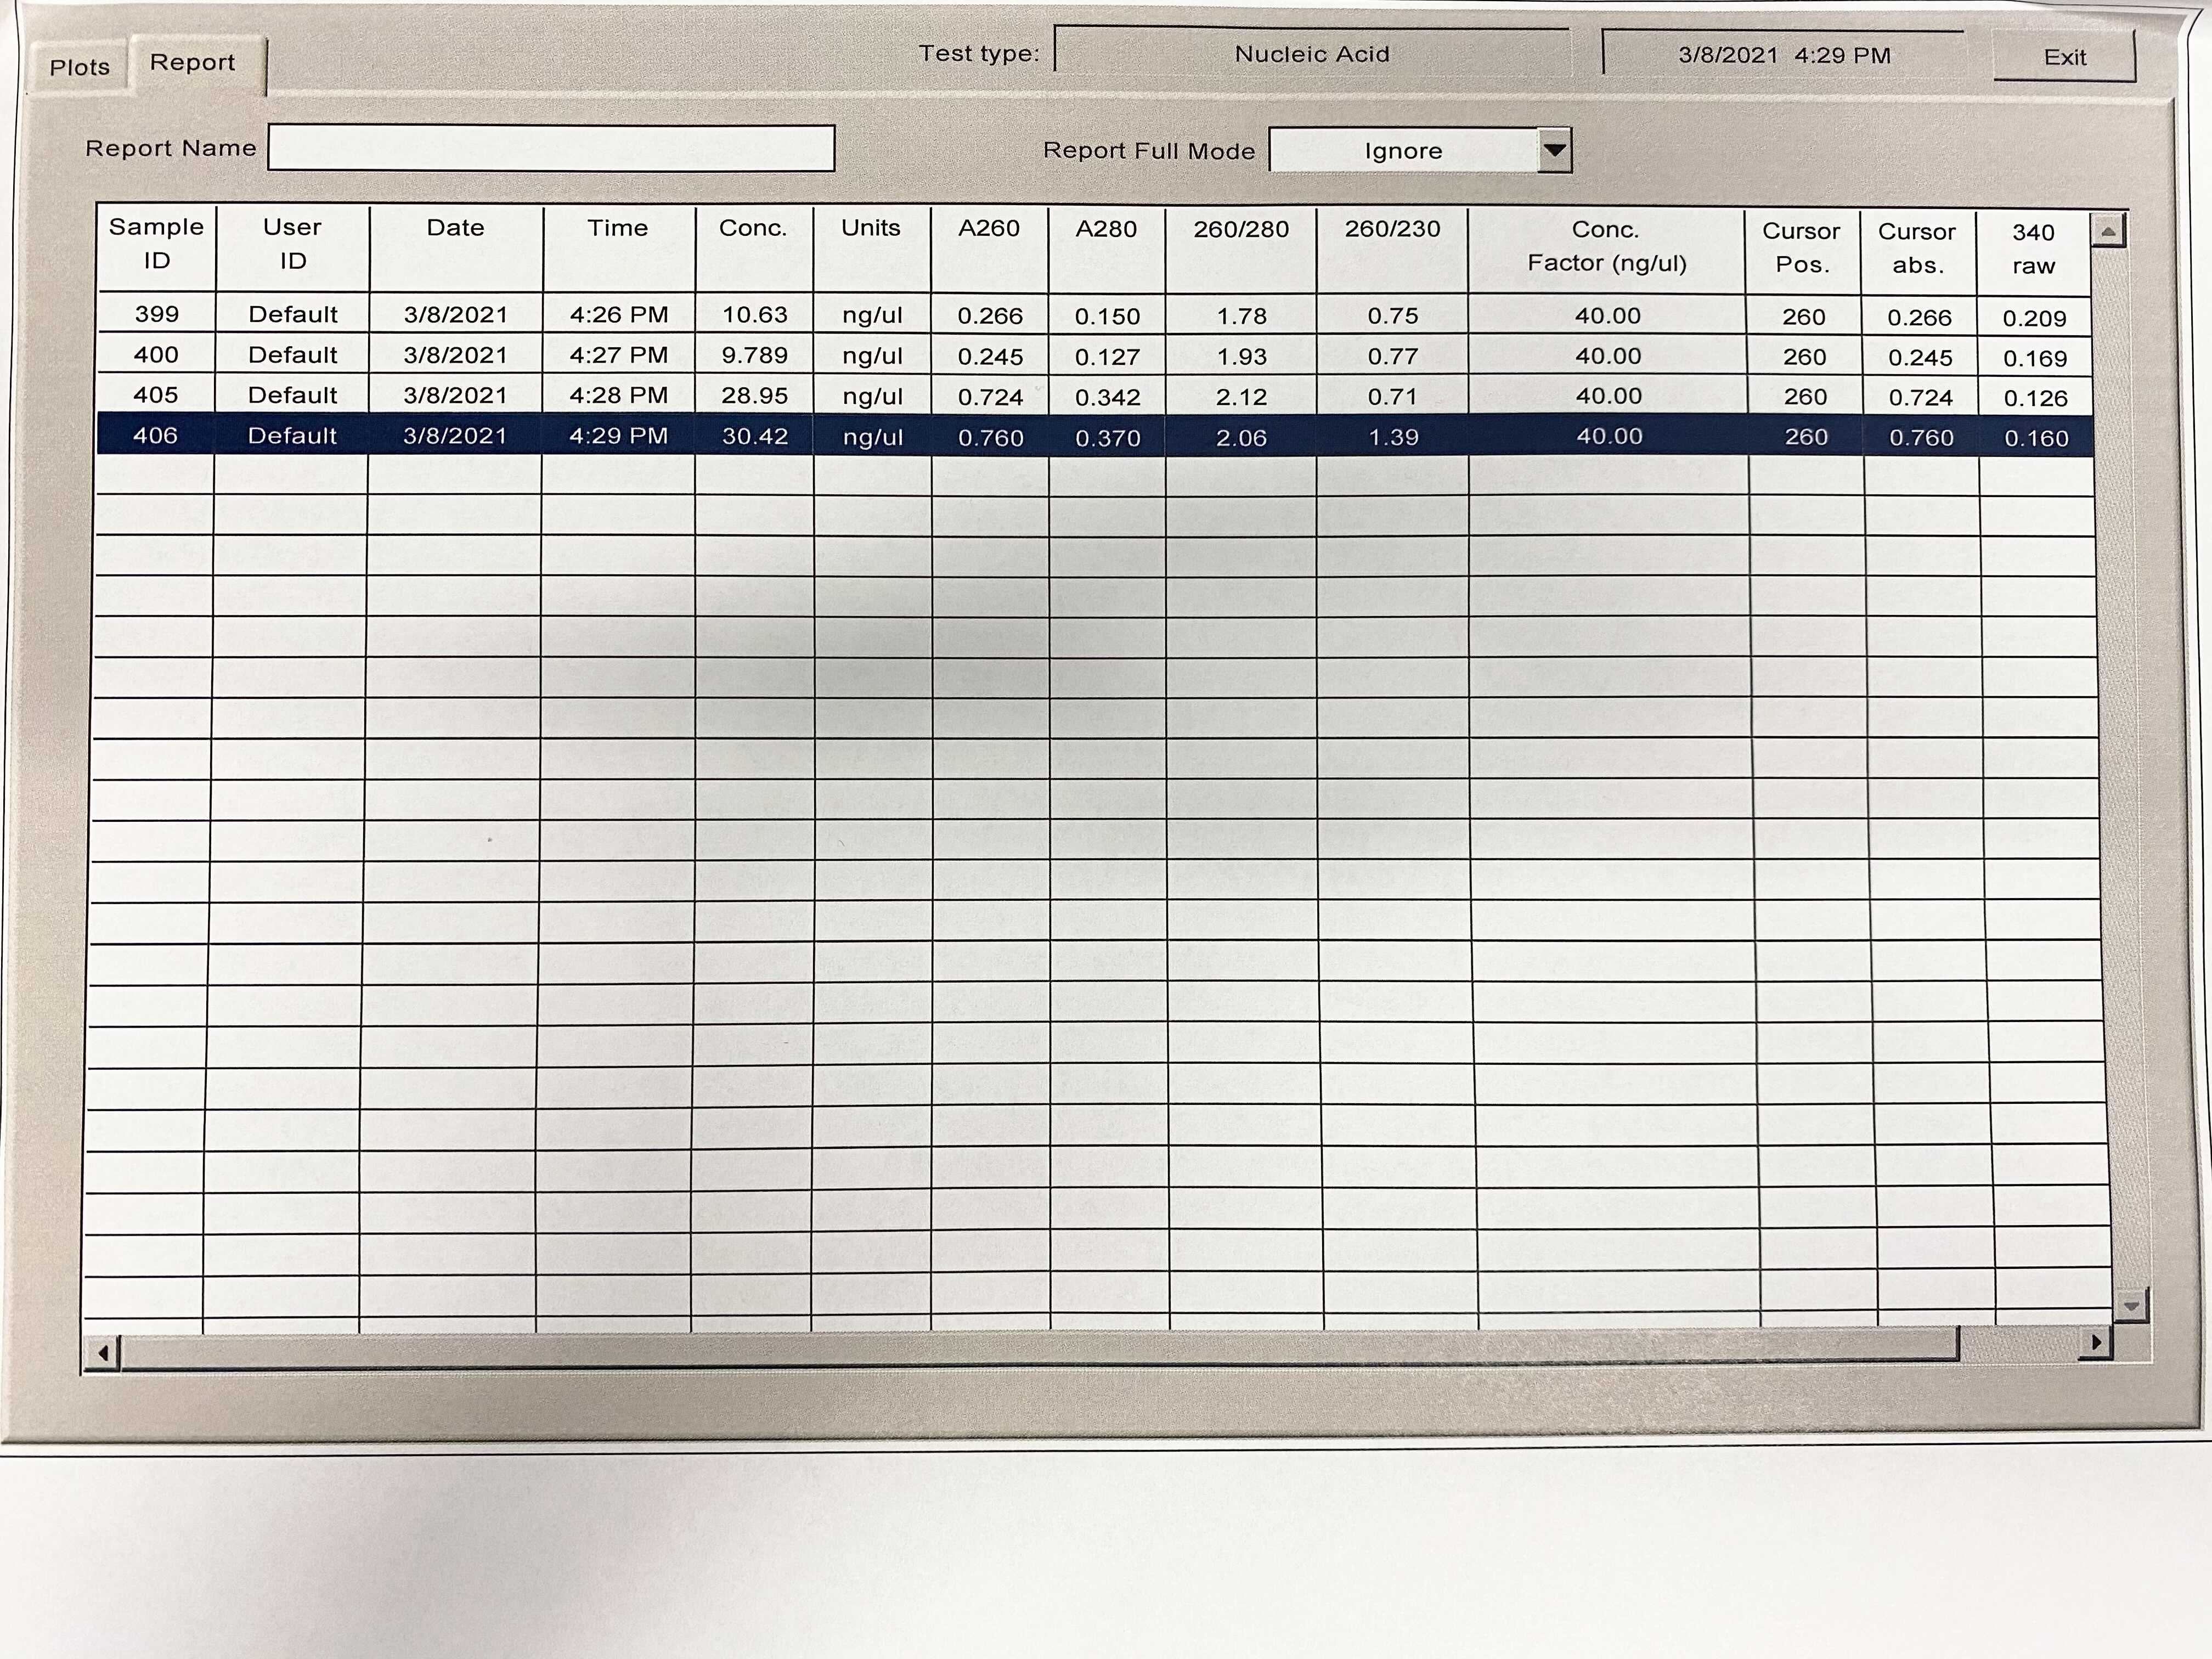 Plots Report Test type: Nucleic Acid 3/8/2021 4:29 PM Exit
Report Name Report Full Mode Ignore
Sample ID User ID Date Time Conc. Units A260 A280 260/280 260/230 Conc. Factor (ng/ul) Cursor Pos. Cursor abs. 340 raw
399 Default 3/8/2021 4:26 PM 10.63 ng/ul 0.266 0.150 1.78 0.75 40.00 260 0.266 0.209
400 Default 3/8/2021 4:27 PM 9.789 ng/ul 0.245 0.127 1.93 0.77 40.00 260 0.245 0.169
405 Default 3/8/2021 4:28 PM 28.95 ng/ul 0.724 0.342 2.12 0.71 40.00 260 0.724 0.126
406 Default 3/8/2021 4:29 PM 30.42 ng/ul 0.760 0.370 2.06 1.39 40.00 260 0.760 0.160